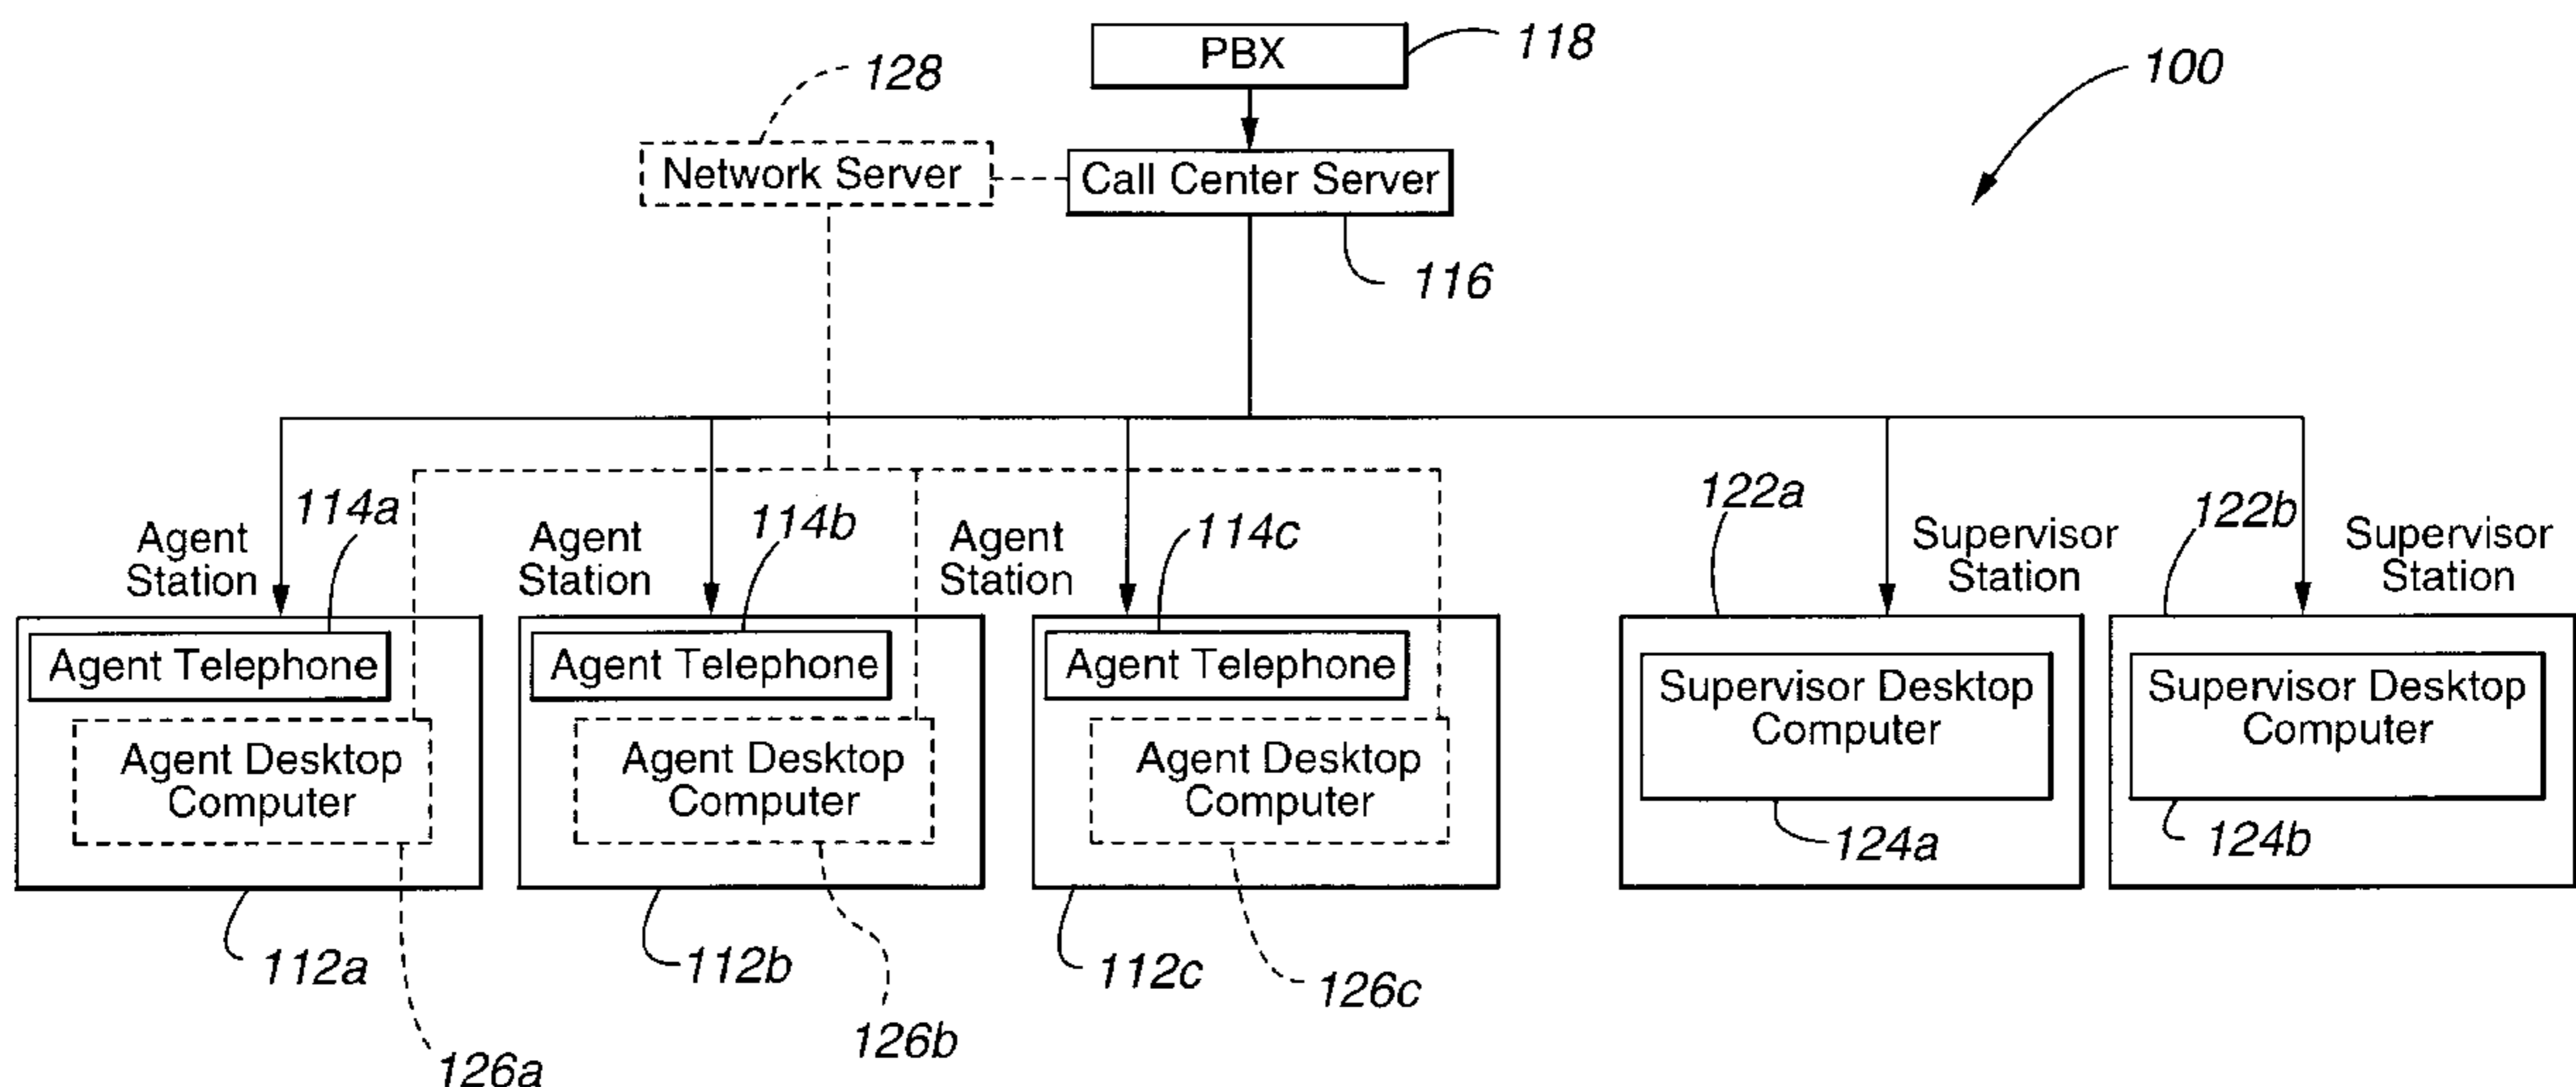 PBX
118
128
100
Network Server
Call Center Server
116
Agent
Station
114a
Agent
Station
114b
Agent
Station
114c
122a
Supervisor
Station
122b
Supervisor
Station
Agent Telephone
Agent Telephone
Agent Telephone
Supervisor Desktop
Computer
Supervisor Desktop
Computer
Agent Desktop
Computer
Agent Desktop
Computer
Agent Desktop
Computer
124a
124b
112a
112b
112c
126a
126b
126c